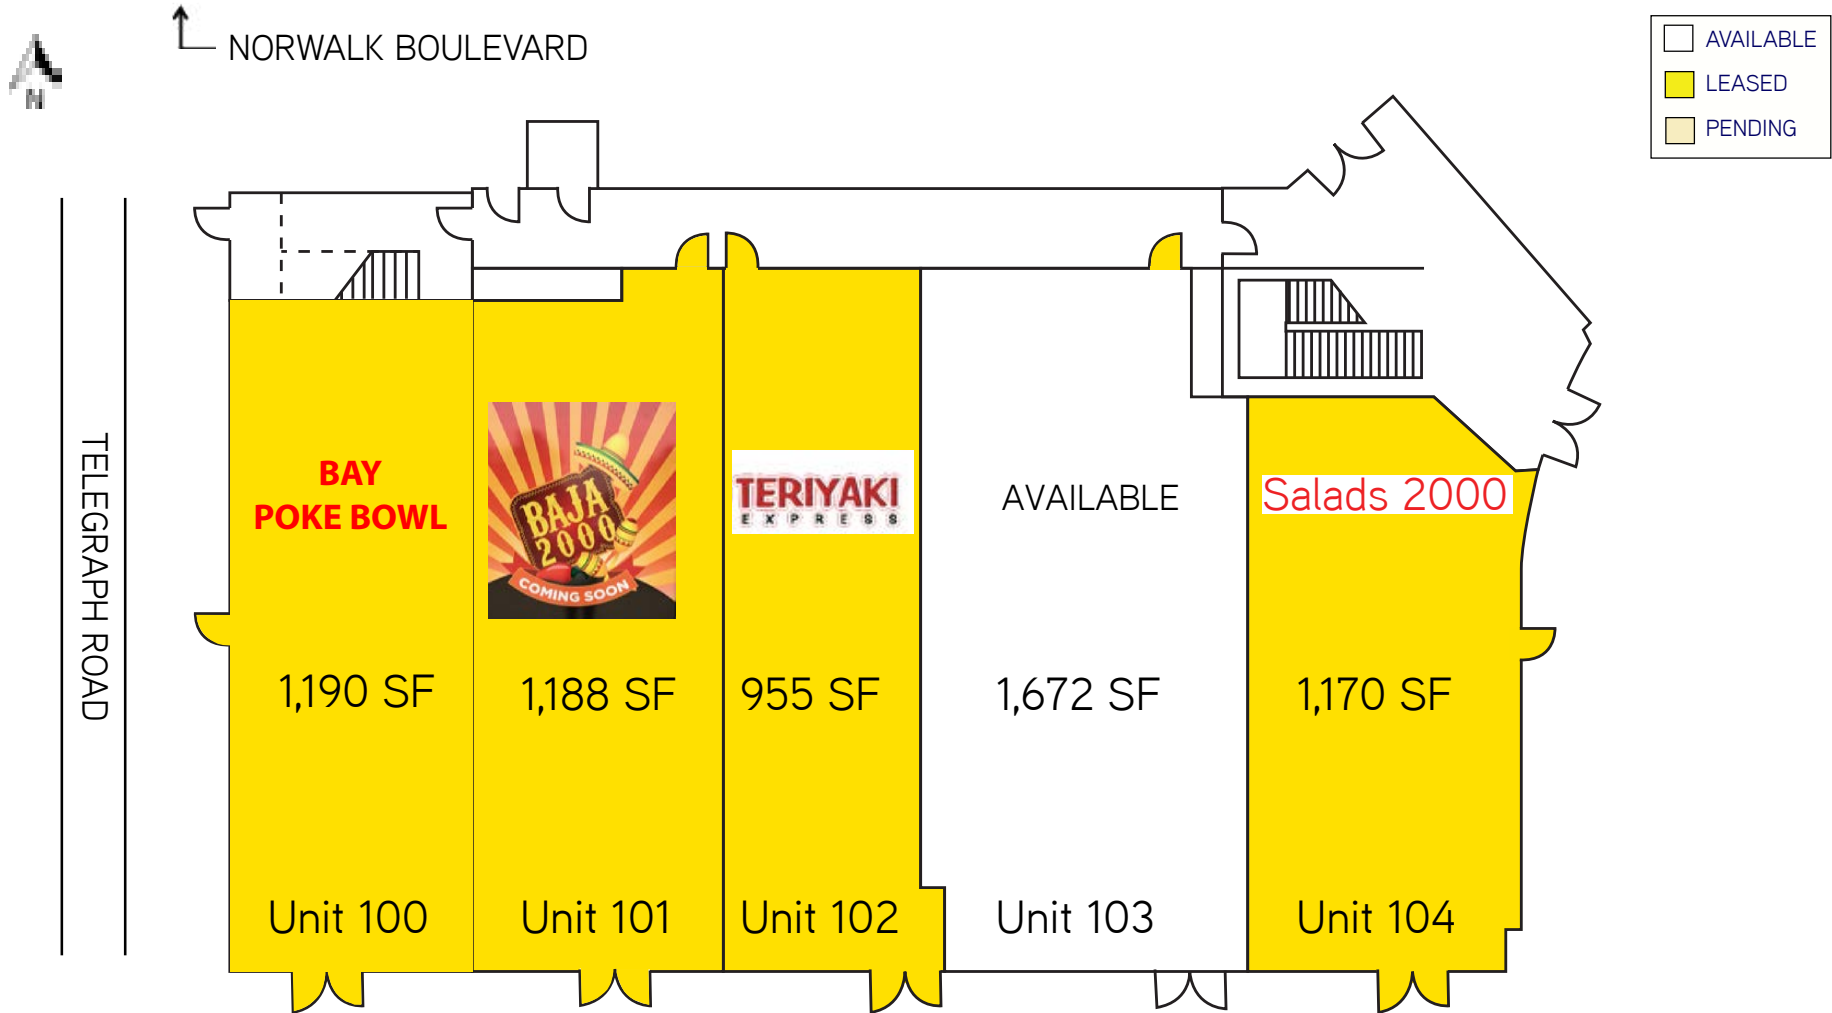 NORWALK BOULEVARD
N
AVAILABLE
LEASED
PENDING
TELEGRAPH ROAD
BAY
POKE BOWL
BAJA
2000
COMING SOON
TERIYAKI
EXPRESS
AVAILABLE
Salads 2000
1,190 SF
1,188 SF
955 SF
1,672 SF
1,170 SF
Unit 100
Unit 101
Unit 102
Unit 103
Unit 104